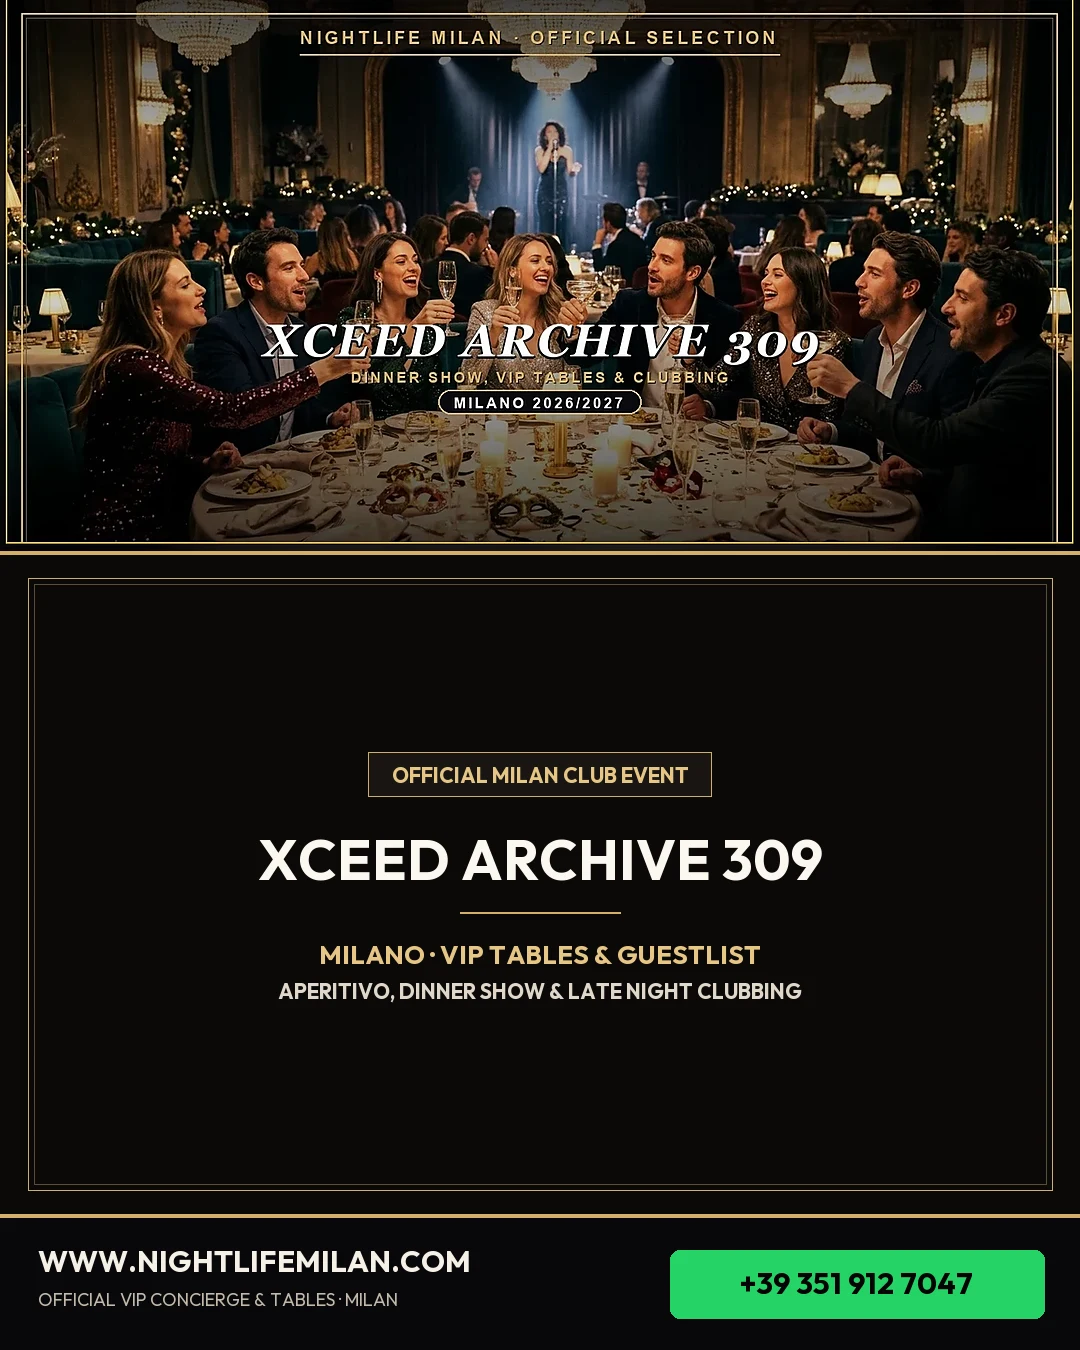 NIGHTLIFE MILAN · OFFICIAL SELECTION
XCEED ARCHIVE 309
DINNER SHOW, VIP TABLES & CLUBBING
MILANO 2026/2027
OFFICIAL MILAN CLUB EVENT
XCEED ARCHIVE 309
MILANO · VIP TABLES & GUESTLIST
APERITIVO, DINNER SHOW & LATE NIGHT CLUBBING
WWW.NIGHTLIFEMILAN.COM
+39 351 912 7047
OFFICIAL VIP CONCIERGE & TABLES · MILAN